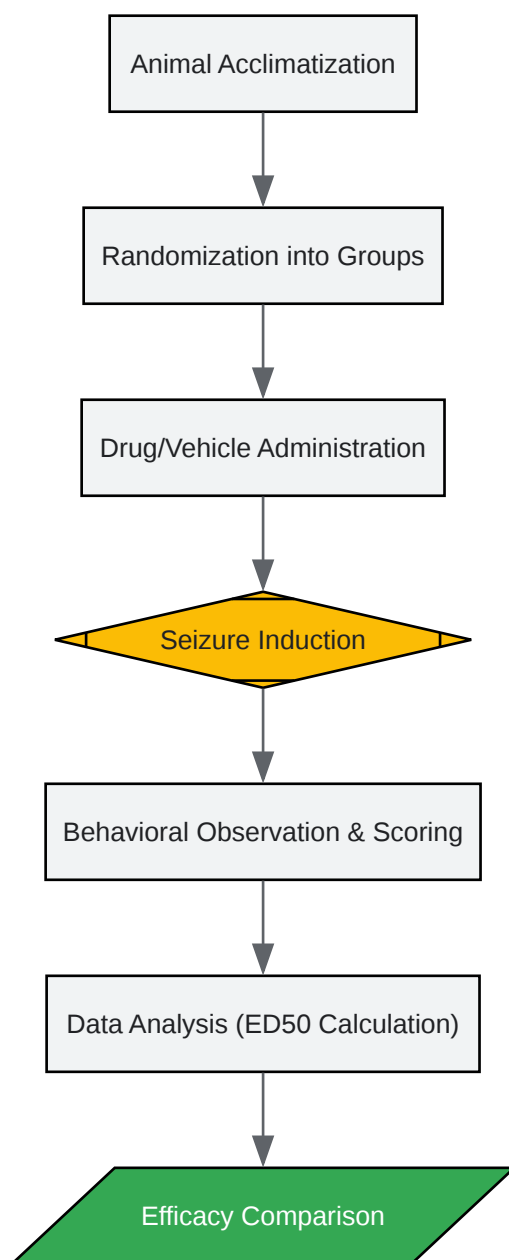 Animal Acclimatization
Randomization into Groups
Drug/Vehicle Administration
Seizure Induction
Behavioral Observation & Scoring
Data Analysis (ED50 Calculation)
Efficacy Comparison